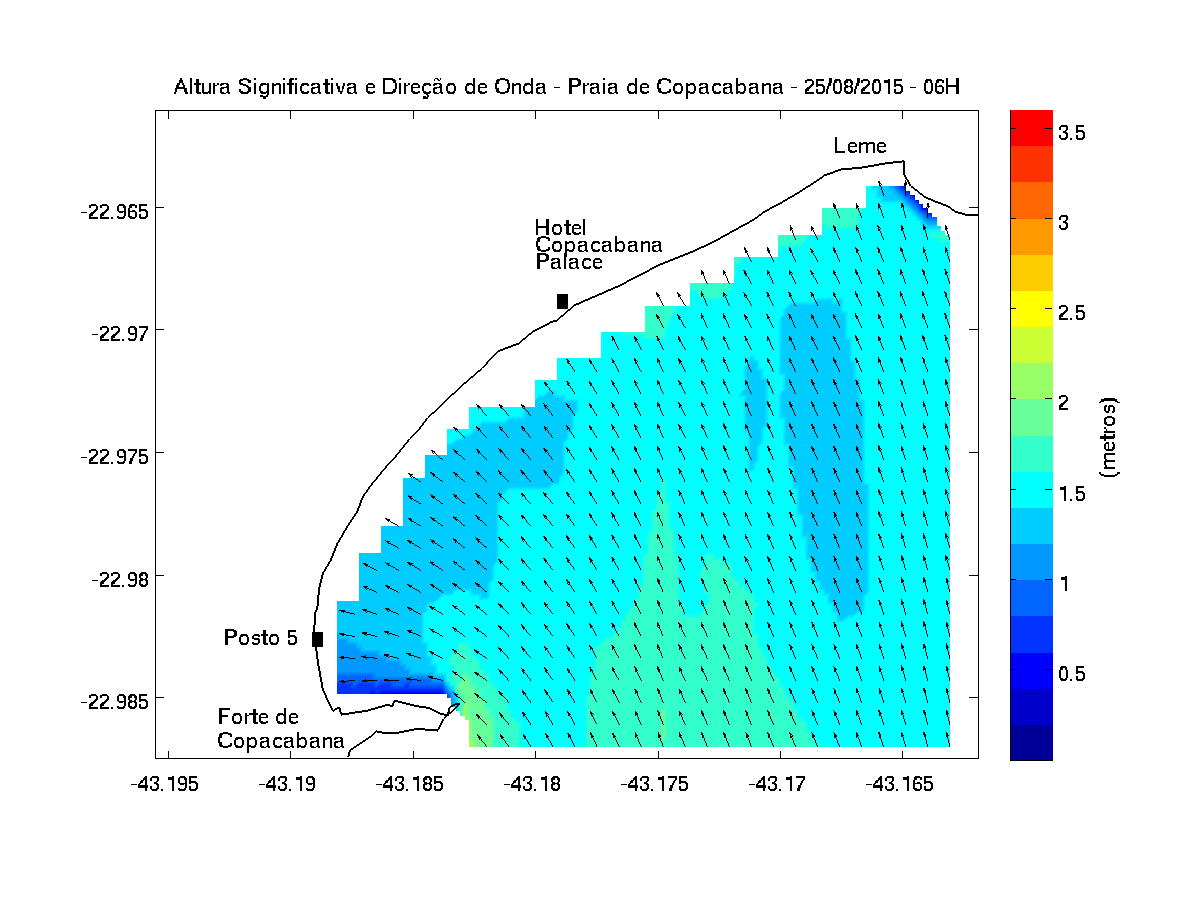 Altura Significativa e Direção de Onda - Praia de Copacabana - 25/08/2015 - 06H
Leme
Hotel
Copacabana
Palace
Posto 5
Forte de
Copacabana
-22.965
-22.97
-22.975
-22.98
-22.985
-43.195
-43.19
-43.185
-43.18
-43.175
-43.17
-43.165
3.5
3
2.5
2
1.5
1
0.5
(metros)